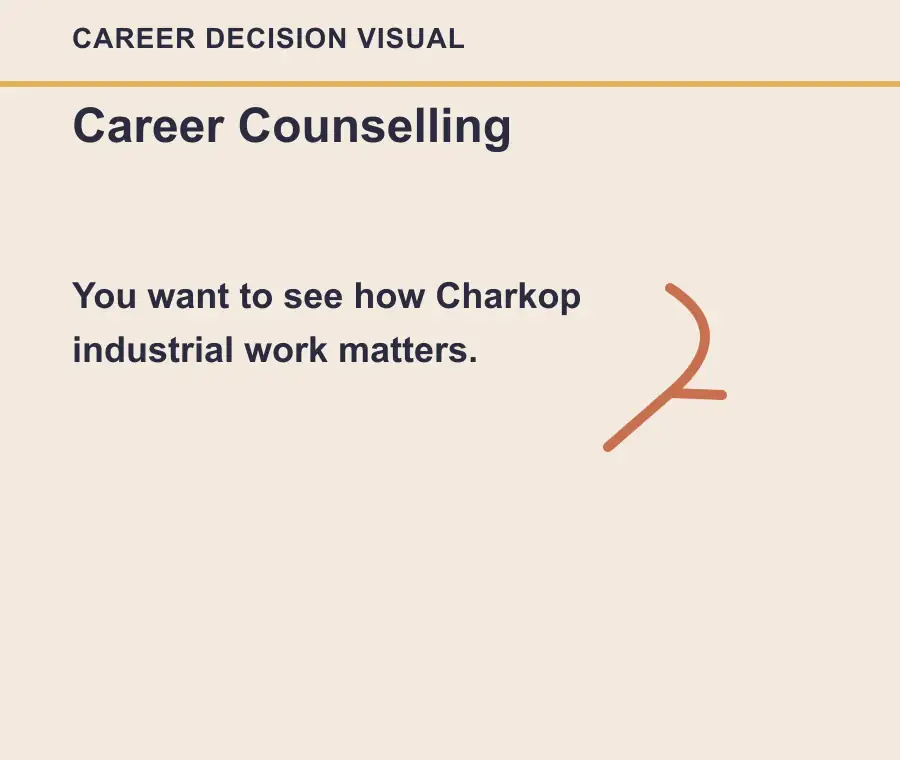 CAREER DECISION VISUAL
Career Counselling
You want to see how Charkop
industrial work matters.